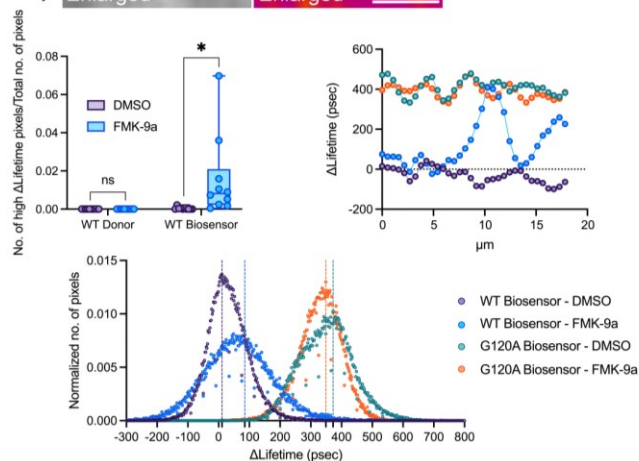 Enlarged
Enlarged
No. of high ΔLifetime pixels/Total no. of pixels
0.08
0.06
0.04
0.02
0.00
DMSO
FMK-9a
ns
*
WT Donor
WT Biosensor
ΔLifetime (psec)
600
400
200
0
-200
0
5
10
15
20
µm
Normalized no. of pixels
0.015
0.010
0.005
0.000
-300 -200 -100 0 100 200 300 400 500 600 700 800
ΔLifetime (psec)
WT Biosensor - DMSO
WT Biosensor - FMK-9a
G120A Biosensor - DMSO
G120A Biosensor - FMK-9a